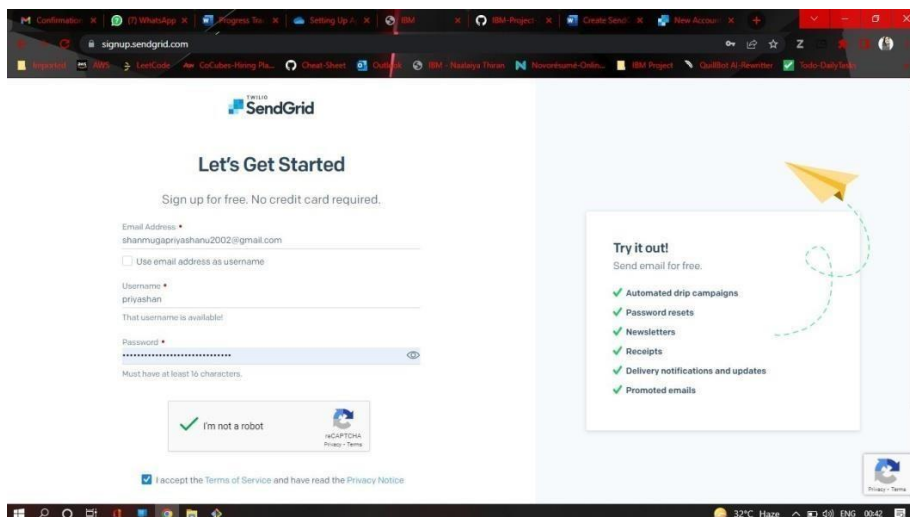 Confirmation
(7) WhatsApp
Progress Tra
Setting Up A
IBM
IBM-Project
Create Send
New Account
signup.sendgrid.com
Imported
AWS
LeetCode
CoCubes-Hiring Pla...
Cheat-Sheet
Outlook
IBM - Naalaiya Thiran
Novorésumé-Onlin...
IBM Project
QuillBot AI-Rewritter
Todo-DailyTasks
TWILIO
SendGrid
Let's Get Started
Sign up for free. No credit card required.
Email Address •
shanmugapriyashanu2002@gmail.com
Use email address as username
Username •
priyashan
That username is available!
Password •
Must have at least 16 characters.
I'm not a robot
reCAPTCHA
Privacy - Terms
I accept the Terms of Service and have read the Privacy Notice
Try it out!
Send email for free.
Automated drip campaigns
Password resets
Newsletters
Receipts
Delivery notifications and updates
Promoted emails
Privacy - Terms
32°C Haze
ENG
00:42